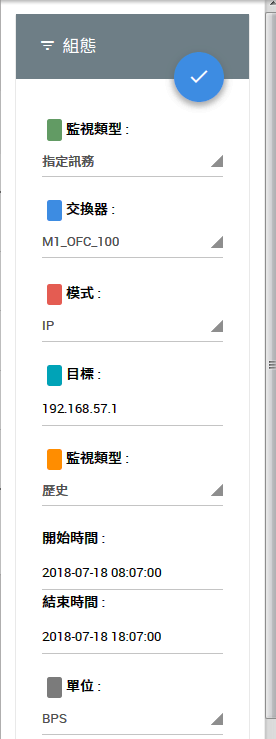 組態
監視類型 :
指定訊務
交換器 :
M1_OFC_100
模式 :
IP
目標 :
192.168.57.1
監視類型 :
歷史
開始時間 :
2018-07-18 08:07:00
結束時間 :
2018-07-18 18:07:00
單位 :
BPS